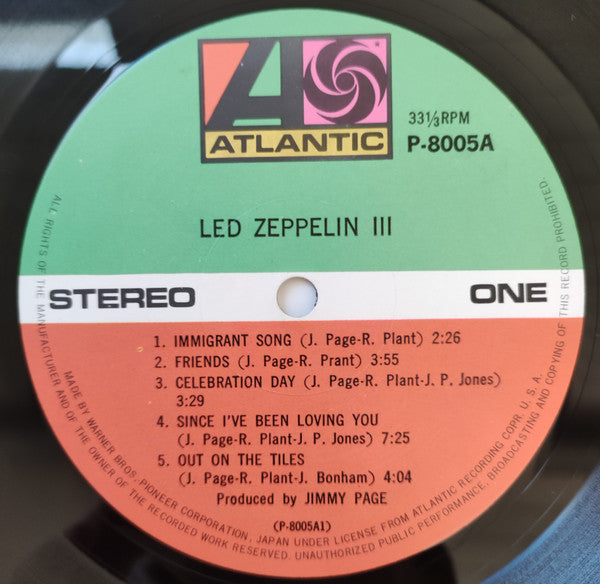 ATLANTIC
33⅓RPM
P-8005A
LED ZEPPELIN III
STEREO
ONE
1. IMMIGRANT SONG (J. Page-R. Plant) 2:26
2. FRIENDS (J. Page-R. Prant) 3:55
3. CELEBRATION DAY (J. Page-R. Plant-J. P. Jones)
3:29
4. SINCE I'VE BEEN LOVING YOU
(J. Page-R. Plant-J. P. Jones) 7:25
5. OUT ON THE TILES
(J. Page-R. Plant-J. Bonham) 4:04
Produced by JIMMY PAGE
(P-8005A1)
MADE BY WARNER BROS. PIONEER CORPORATION, JAPAN UNDER LICENSE FROM ATLANTIC RECORDING COPR. U. S. A.
ALL RIGHTS OF THE MANUFACTURER AND OF THE OWNER OF THE RECORDED WORK RESERVED. UNAUTHORIZED PUBLIC PERFORMANCE, BROADCASTING AND COPYING OF THIS RECORD PROHIBITED.